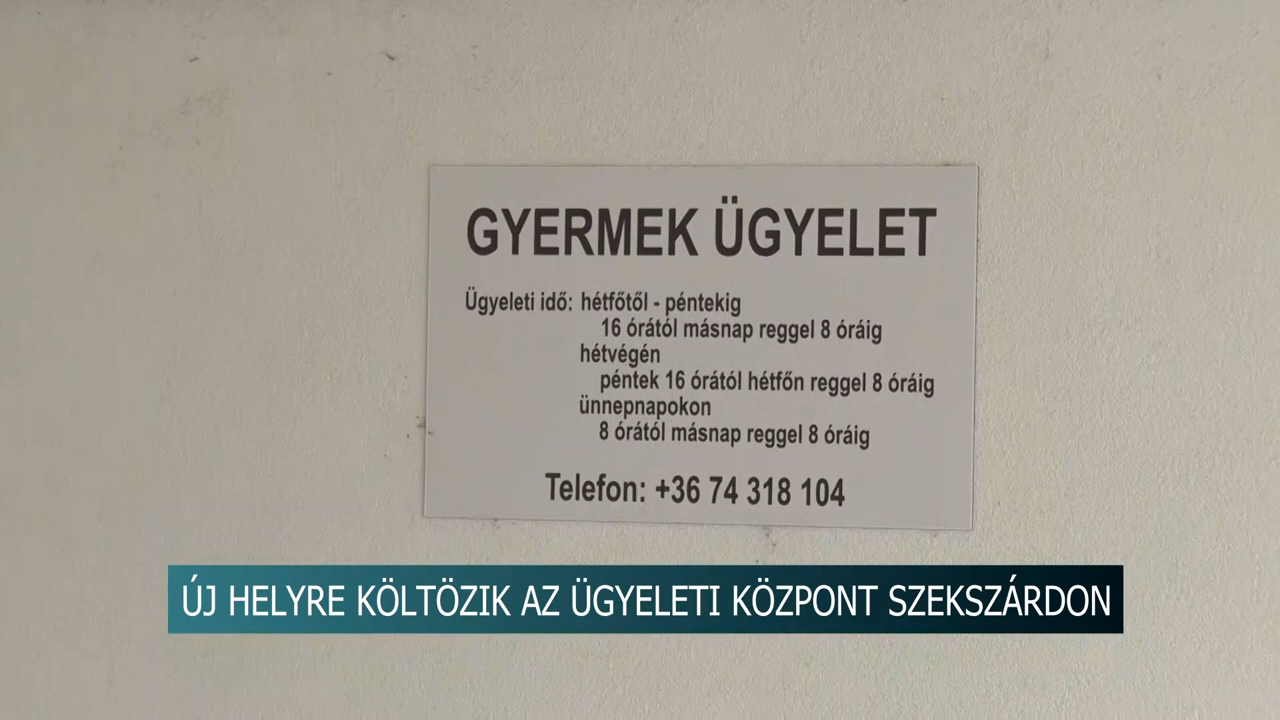 GYERMEK ÜGYELET
Ügyeleti idő: hétfőtől - péntekig
16 órától másnap reggel 8 óráig
hétvégén
péntek 16 órától hétfőn reggel 8 óráig
ünnepnapokon
8 órától másnap reggel 8 óráig
Telefon: +36 74 318 104
ÚJ HELYRE KÖLTÖZIK AZ ÜGYELETI KÖZPONT SZEKSZÁRDON